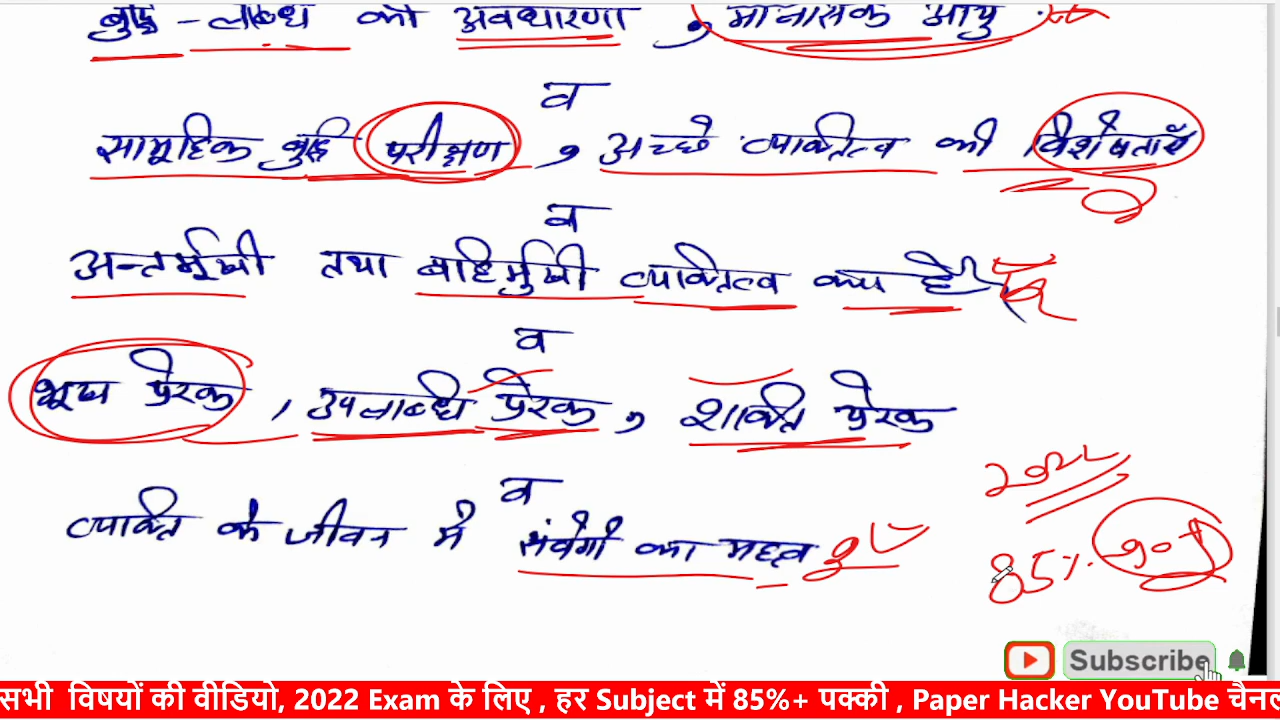 बुद्धि - लब्धि की अवधारणा , मानसिक आयु
व
सामूहिक बुद्धि परीक्षण , अच्छे व्यक्तित्व की विशेषताएँ
व
अन्तर्मुखी तथा बहिर्मुखी व्यक्तित्व क्या है
व
भूख प्रेरक , उपलब्धि प्रेरक , शक्ति प्रेरक
2022
व
व्यक्ति के जीवन में संवेगों का महत्व
85%
Subscribe
सभी विषयों की वीडियो, 2022 Exam के लिए , हर Subject में 85%+ पक्की , Paper Hacker YouTube चैनल